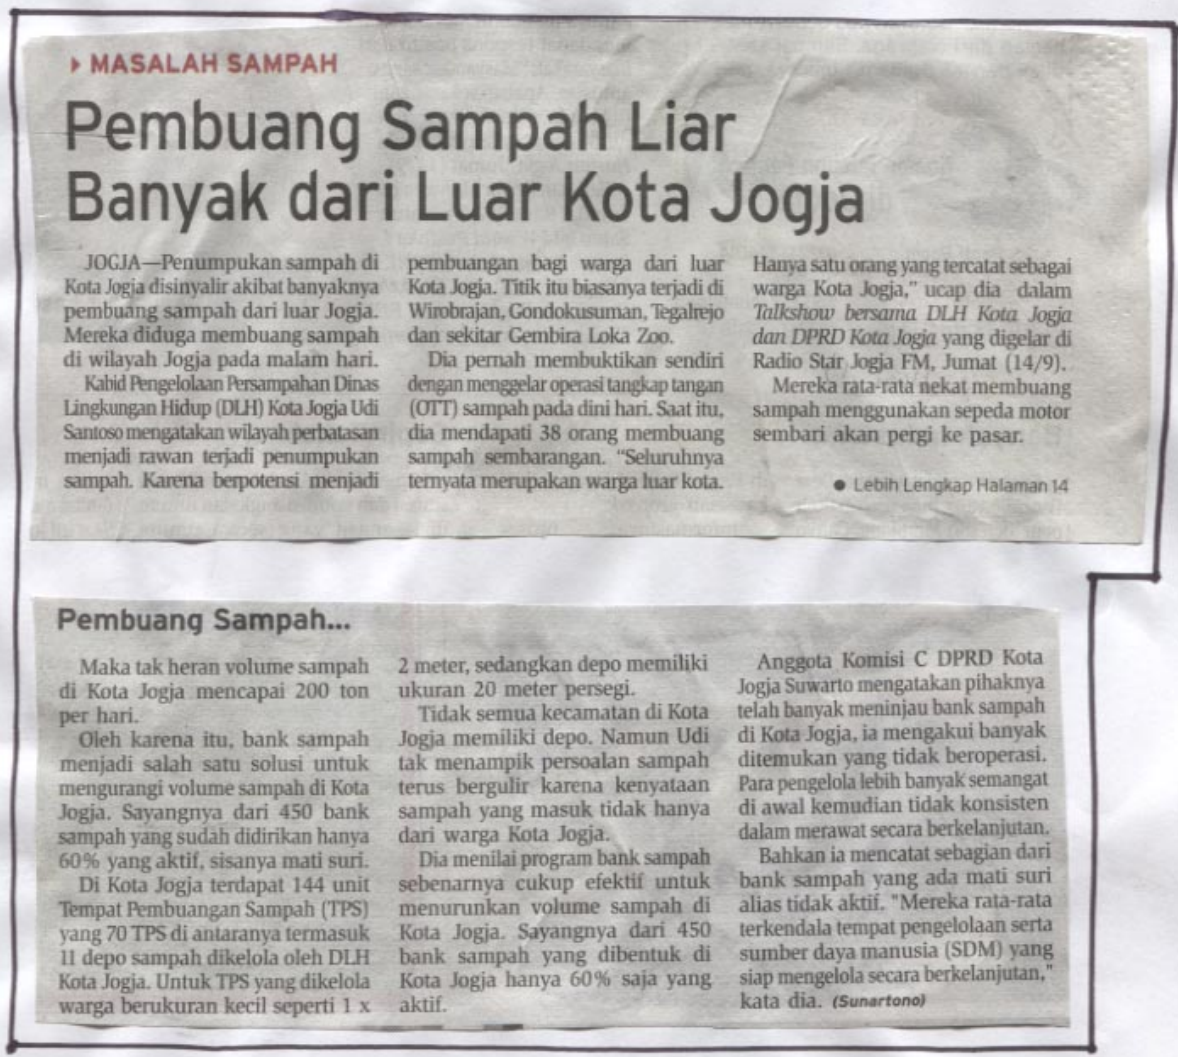 MASALAH SAMPAH
Pembuang Sampah Liar
Banyak dari Luar Kota Jogja
JOGJA—Penumpukan sampah di
Kota Jogja disinyalir akibat banyaknya
pembuang sampah dari luar Jogja.
Mereka diduga membuang sampah
di wilayah Jogja pada malam hari.
Kabid Pengelolaan Persampahan Dinas
Lingkungan Hidup (DLH) Kota Jogja Udi
Santoso mengatakan wilayah perbatasan
menjadi rawan terjadi penumpukan
sampah. Karena berpotensi menjadi
pembuangan bagi warga dari luar
Kota Jogja. Titik itu biasanya terjadi di
Wirobrajan, Gondokusuman, Tegalrejo
dan sekitar Gembira Loka Zoo.
Dia pernah membuktikan sendiri
dengan menggelar operasi tangkap tangan
(OTT) sampah pada dini hari. Saat itu,
dia mendapati 38 orang membuang
sampah sembarangan. “Seluruhnya
ternyata merupakan warga luar kota.
Hanya satu orang yang tercatat sebagai
warga Kota Jogja,” ucap dia dalam
Talkshow bersama DLH Kota Jogja
dan DPRD Kota Jogja yang digelar di
Radio Star Jogja FM, Jumat (14/9).
Mereka rata-rata nekat membuang
sampah menggunakan sepeda motor
sembari akan pergi ke pasar.
● Lebih Lengkap Halaman 14
Pembuang Sampah...
Maka tak heran volume sampah
di Kota Jogja mencapai 200 ton
per hari.
Oleh karena itu, bank sampah
menjadi salah satu solusi untuk
mengurangi volume sampah di Kota
Jogja. Sayangnya dari 450 bank
sampah yang sudah didirikan hanya
60% yang aktif, sisanya mati suri.
Di Kota Jogja terdapat 144 unit
Tempat Pembuangan Sampah (TPS)
yang 70 TPS di antaranya termasuk
11 depo sampah dikelola oleh DLH
Kota Jogja. Untuk TPS yang dikelola
warga berukuran kecil seperti 1 x
2 meter, sedangkan depo memiliki
ukuran 20 meter persegi.
Tidak semua kecamatan di Kota
Jogja memiliki depo. Namun Udi
tak menampik persoalan sampah
terus bergulir karena kenyataan
sampah yang masuk tidak hanya
dari warga Kota Jogja.
Dia menilai program bank sampah
sebenarnya cukup efektif untuk
menurunkan volume sampah di
Kota Jogja. Sayangnya dari 450
bank sampah yang dibentuk di
Kota Jogja hanya 60% saja yang
aktif.
Anggota Komisi C DPRD Kota
Jogja Suwarto mengatakan pihaknya
telah banyak meninjau bank sampah
di Kota Jogja, ia mengakui banyak
ditemukan yang tidak beroperasi.
Para pengelola lebih banyak semangat
di awal kemudian tidak konsisten
dalam merawat secara berkelanjutan.
Bahkan ia mencatat sebagian dari
bank sampah yang ada mati suri
alias tidak aktif. "Mereka rata-rata
terkendala tempat pengelolaan serta
sumber daya manusia (SDM) yang
siap mengelola secara berkelanjutan,"
kata dia. (Sunartono)